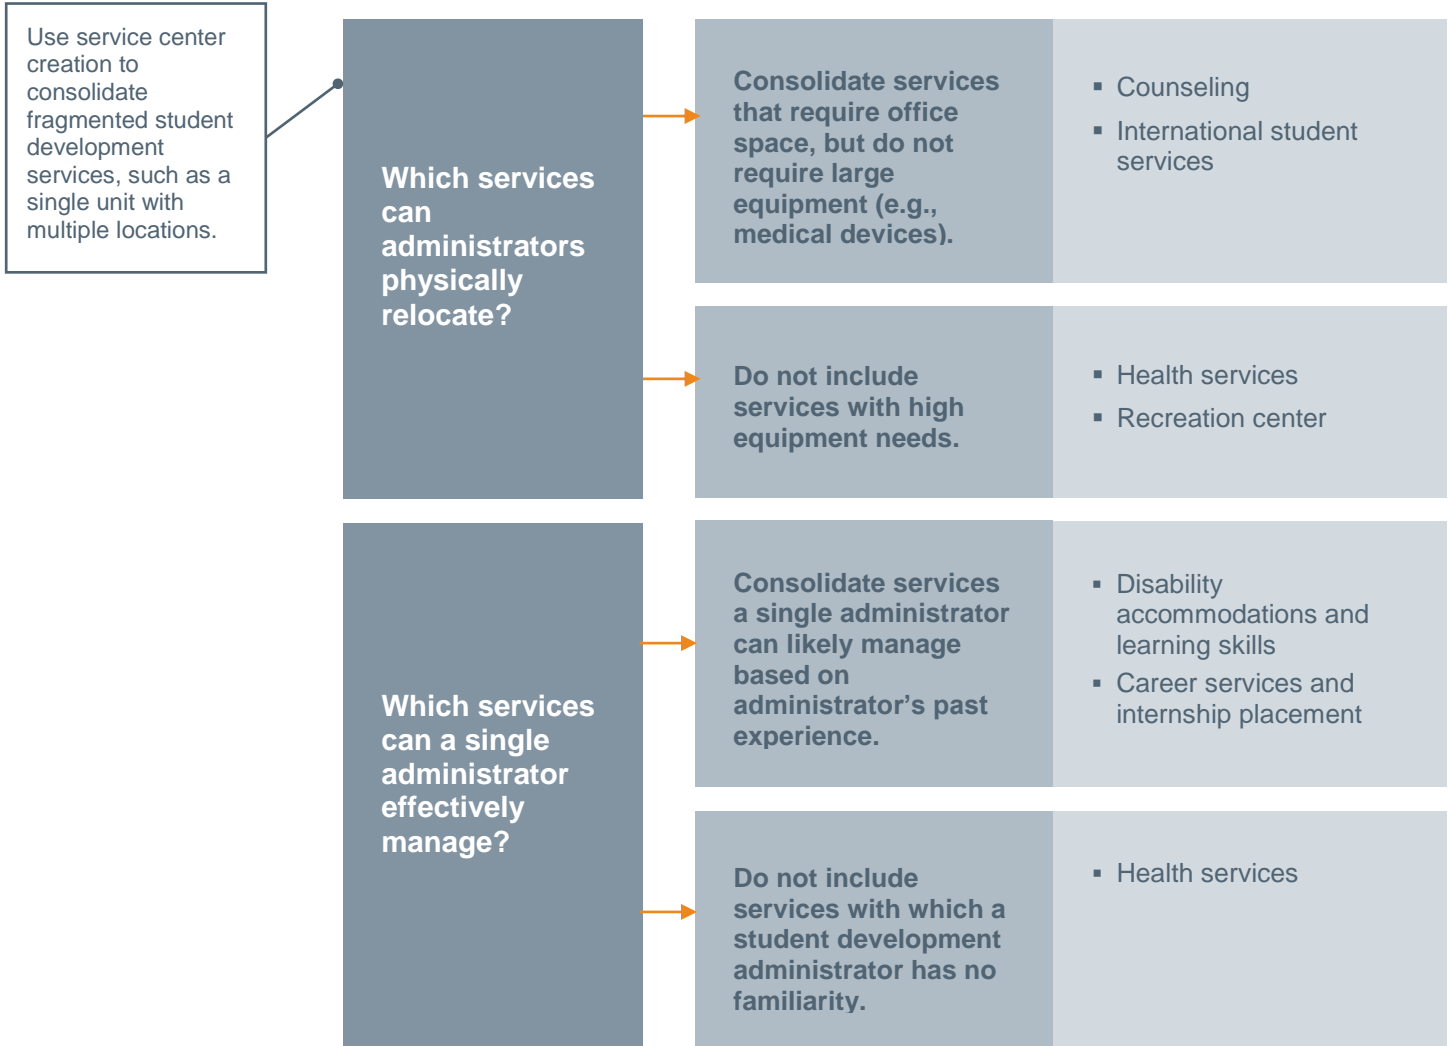 Use service center
creation to
consolidate
fragmented student
development
services, such as a
single unit with
multiple locations.
Which services
can
administrators
physically
relocate?
Consolidate services
that require office
space, but do not
require large
equipment (e.g.,
medical devices).
▪ Counseling
▪ International student
services
Do not include
services with high
equipment needs.
▪ Health services
▪ Recreation center
Which services
can a single
administrator
effectively
manage?
Consolidate services
a single administrator
can likely manage
based on
administrator’s past
experience.
▪ Disability
accommodations and
learning skills
▪ Career services and
internship placement
Do not include
services with which a
student development
administrator has no
familiarity.
▪ Health services